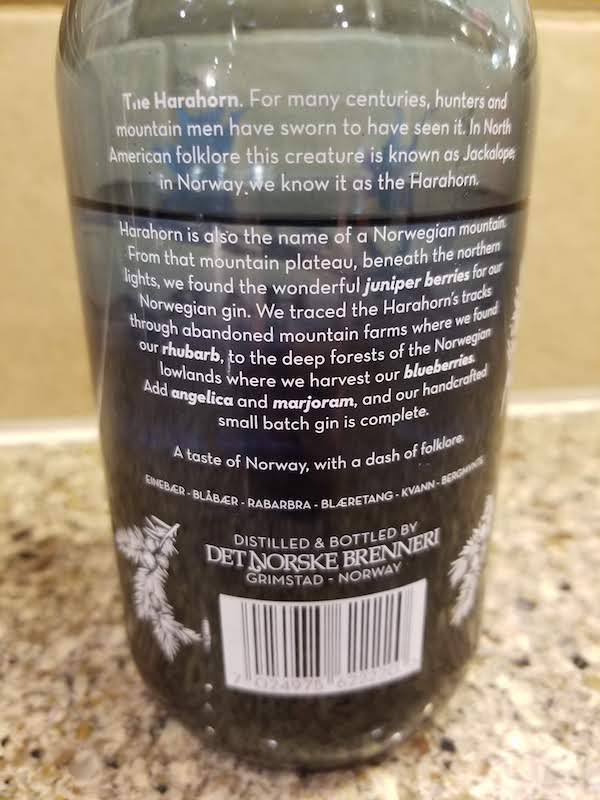 The Harahorn. For many centuries, hunters and
mountain men have sworn to have seen it. In North
American folklore this creature is known as Jackalope;
in Norway we know it as the Harahorn.
Harahorn is also the name of a Norwegian mountain.
From that mountain plateau, beneath the northern
lights, we found the wonderful juniper berries for our
Norwegian gin. We traced the Harahorn's tracks
through abandoned mountain farms where we found
our rhubarb, to the deep forests of the Norwegian
lowlands where we harvest our blueberries.
Add angelica and marjoram, and our handcrafted
small batch gin is complete.
A taste of Norway, with a dash of folklore.
EINEBÆR - BLÅBÆR - RABARBRA - BLÆRETANG - KVANN - BERGMYNTE
DISTILLED & BOTTLED BY
DET NORSKE BRENNERI
GRIMSTAD - NORWAY